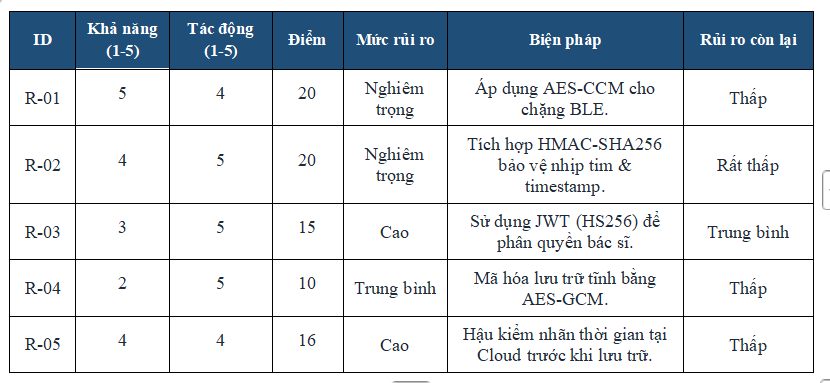 ID Khả năng (1-5) Tác động (1-5) Điểm Mức rủi ro Biện pháp Rủi ro còn lại
R-01 5 4 20 Nghiêm trọng Áp dụng AES-CCM cho chặng BLE. Thấp
R-02 4 5 20 Nghiêm trọng Tích hợp HMAC-SHA256 bảo vệ nhịp tim & timestamp. Rất thấp
R-03 3 5 15 Cao Sử dụng JWT (HS256) để phân quyền bác sĩ. Trung bình
R-04 2 5 10 Trung bình Mã hóa lưu trữ tĩnh bằng AES-GCM. Thấp
R-05 4 4 16 Cao Hậu kiểm nhãn thời gian tại Cloud trước khi lưu trữ. Thấp